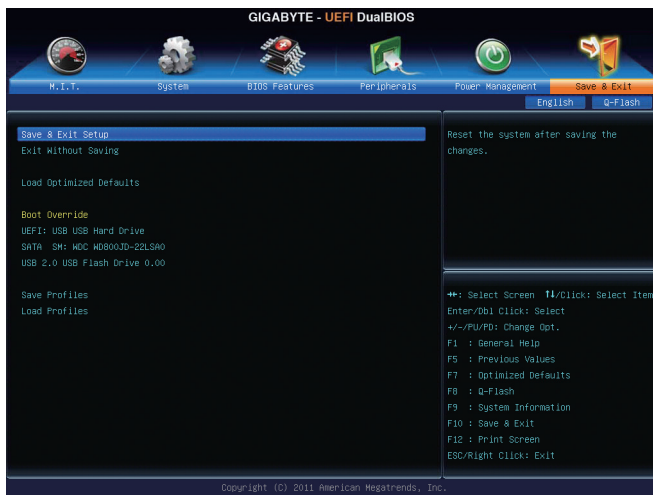 GIGABYTE - UEFI DualBIOS
M.I.T.
System
BIOS Features
Peripherals
Power Management
Save & Exit
English
Q-Flash
Save & Exit Setup
Exit Without Saving
Load Optimized Defaults
Boot Override
UEFI: USB USB Hard Drive
SATA SM: WDC WD800JD-22LSA0
USB 2.0 USB Flash Drive 0.00
Save Profiles
Load Profiles
Reset the system after saving the
changes.
→←: Select Screen ↑↓/Click: Select Item
Enter/Dbl Click: Select
+/-/PU/PD: Change Opt.
F1 : General Help
F5 : Previous Values
F7 : Optimized Defaults
F8 : Q-Flash
F9 : System Information
F10 : Save & Exit
F12 : Print Screen
ESC/Right Click: Exit
Copyright (C) 2011 American Megatrends, Inc.